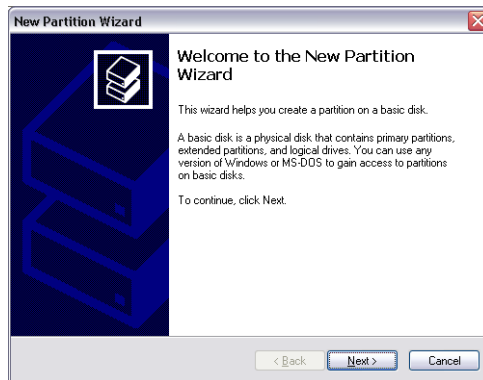 New Partition Wizard
Welcome to the New Partition
Wizard
This wizard helps you create a partition on a basic disk.
A basic disk is a physical disk that contains primary partitions,
extended partitions, and logical drives. You can use any
version of Windows or MS-DOS to gain access to partitions
on basic disks.
To continue, click Next.
< Back
Next >
Cancel